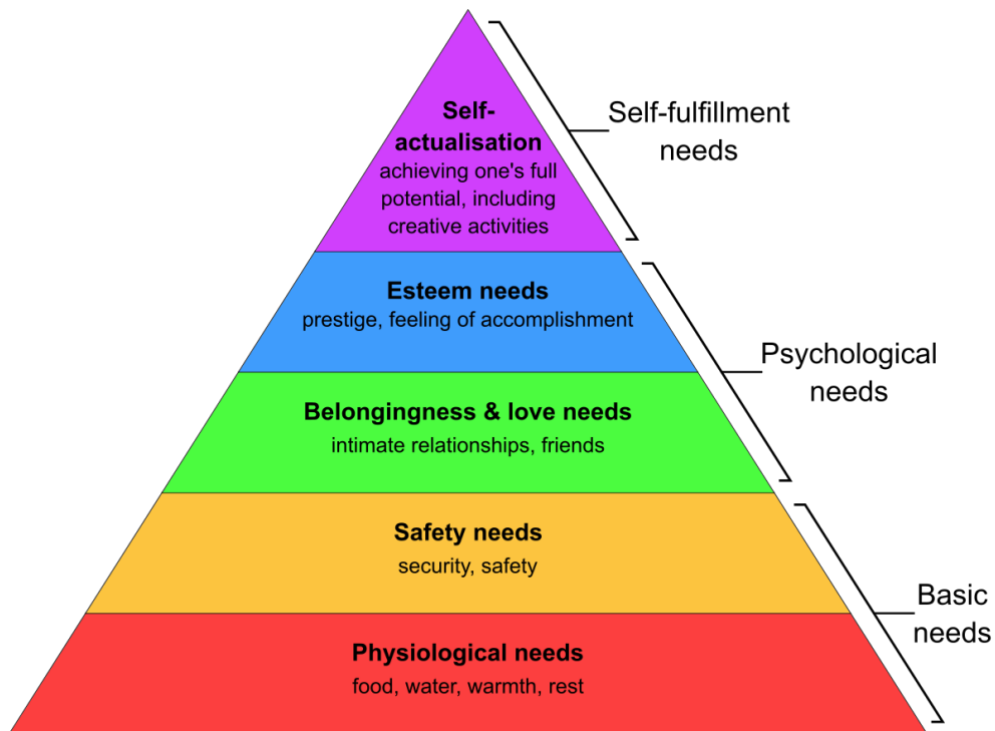 Self-
actualisation
achieving one's full
potential, including
creative activities
Self-fulfillment
needs
Esteem needs
prestige, feeling of accomplishment
Psychological
needs
Belongingness & love needs
intimate relationships, friends
Safety needs
security, safety
Basic
needs
Physiological needs
food, water, warmth, rest